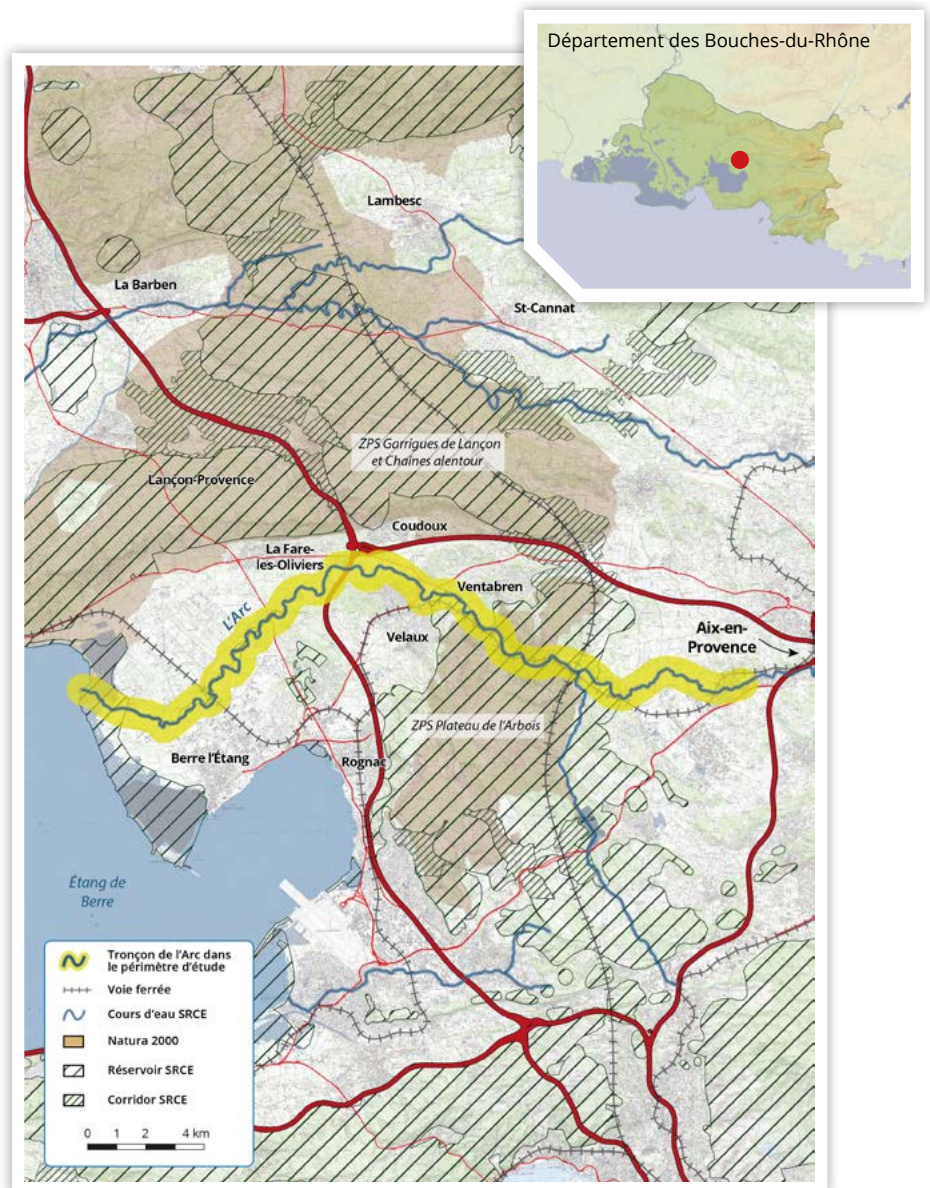 Département des Bouches-du-Rhône
Lambesc
La Barben
St-Cannat
ZPS Garrigues de Lançon
et Chaînes alentour
Lançon-Provence
Coudoux
La Fare-
les-Oliviers
Ventabren
L'Arc
Aix-en-
Provence
Velaux
ZPS Plateau de l'Arbois
Berre l'Étang
Rognac
Étang de
Berre
Tronçon de l'Arc dans
le périmètre d'étude
Voie ferrée
Cours d'eau SRCE
Natura 2000
Réservoir SRCE
Corridor SRCE
0 1 2 4 km